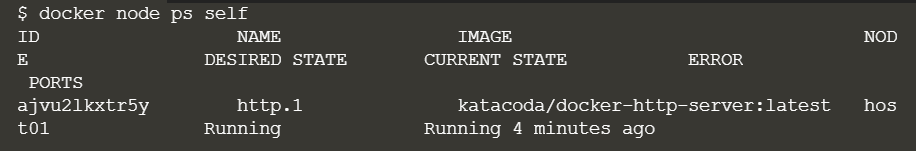 $ docker node ps self
ID                  NAME                IMAGE                                NOD
E                DESIRED STATE       CURRENT STATE           ERROR
 PORTS
ajvu2lkxtr5y        http.1              katacoda/docker-http-server:latest   hos
t01              Running             Running 4 minutes ago